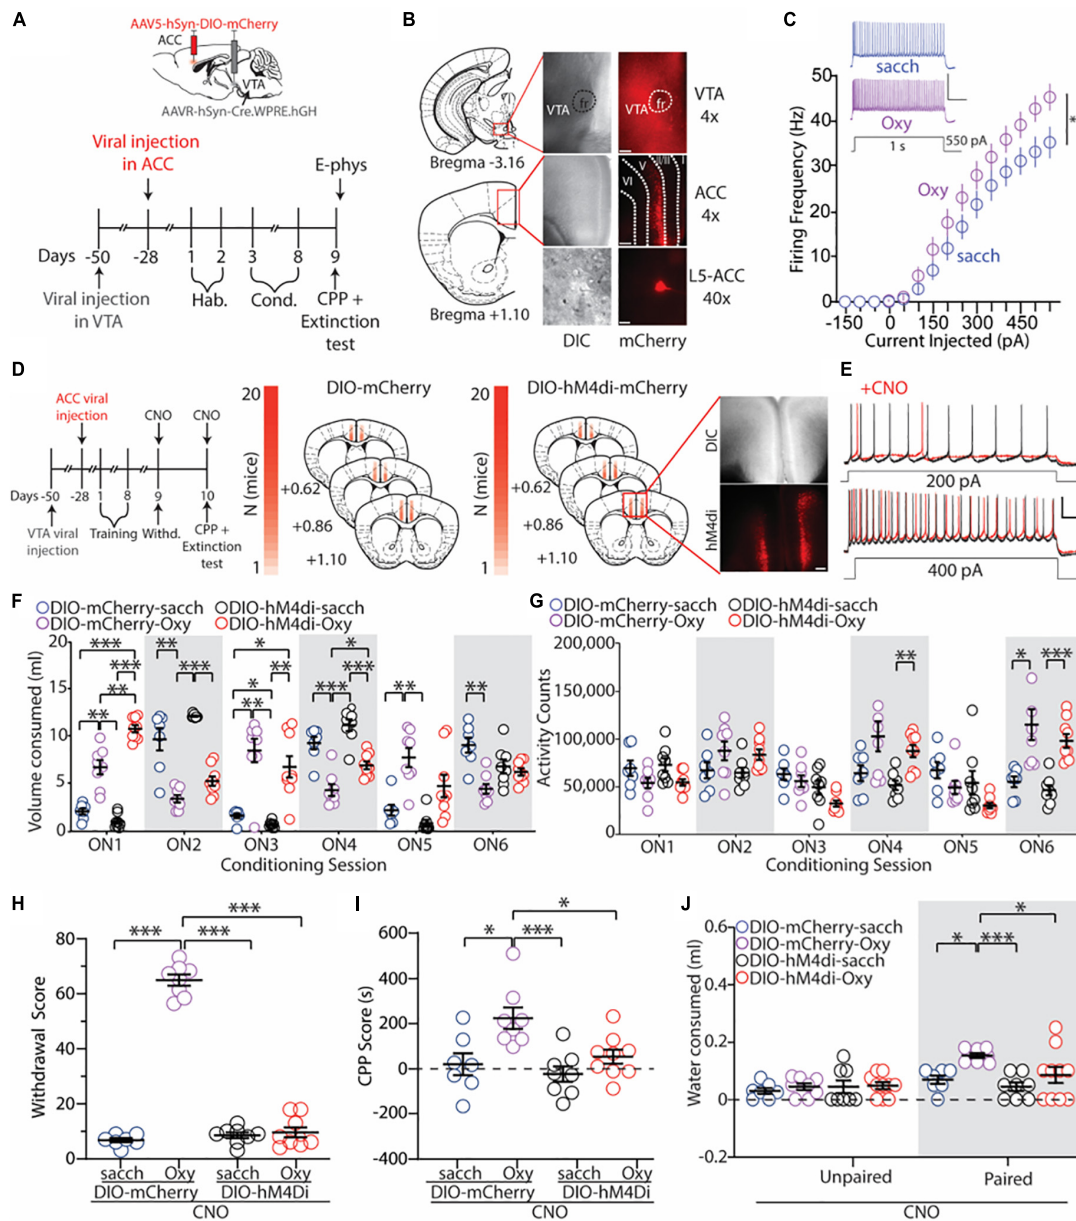 A
AAV5-hSyn-DIO-mCherry
ACC
VTA
AAVR-hSyn-Cre.WPRE.hGH
Viral injection
in ACC
E-phys
Days -50 -28 1 2 3 8 9
Viral injection
in VTA
Hab. Cond. CPP +
Extinction
test
B
VTA fr VTA fr
VTA
4x
Bregma -3.16
VI V II/III I
ACC
4x
L5-ACC
40x
Bregma +1.10
DIC mCherry
C
sacch
Oxy
1 s 550 pA
*
Oxy
sacch
Firing Frequency (Hz)
50
40
30
20
10
0
-150 0 150 300 450
Current Injected (pA)
D
ACC viral
injection
CNO CNO
Days -50 -28 1 8 9 10
VTA viral
injection
Training Withd. CPP +
Extinction
test
DIO-mCherry
20
N (mice)
1
+0.62
+0.86
+1.10
DIO-hM4di-mCherry
20
N (mice)
1
+0.62
+0.86
+1.10
DIC
hM4di
E
+CNO
200 pA
400 pA
F
DIO-mCherry-sacch DIO-hM4di-sacch
DIO-mCherry-Oxy DIO-hM4di-Oxy
Volume consumed (ml)
20
15
10
5
0
*** *** ** **
** ***
* ** * **
* *** ***
**
**
ON1 ON2 ON3 ON4 ON5 ON6
Conditioning Session
G
DIO-mCherry-sacch DIO-hM4di-sacch
DIO-mCherry-Oxy DIO-hM4di-Oxy
Activity Counts
200,000
150,000
100,000
50,000
0
** * ***
ON1 ON2 ON3 ON4 ON5 ON6
Conditioning Session
H
Withdrawal Score
80
60
40
20
0
***
*** ***
sacch Oxy sacch Oxy
DIO-mCherry DIO-hM4Di
CNO
I
CPP Score (s)
600
400
200
0
-200
-400
*
* ***
sacch Oxy sacch Oxy
DIO-mCherry DIO-hM4Di
CNO
J
DIO-mCherry-sacch
DIO-mCherry-Oxy
DIO-hM4di-sacch
DIO-hM4di-Oxy
Water consumed (ml)
0.6
0.4
0.2
0
-0.2
*
* ***
Unpaired Paired
CNO